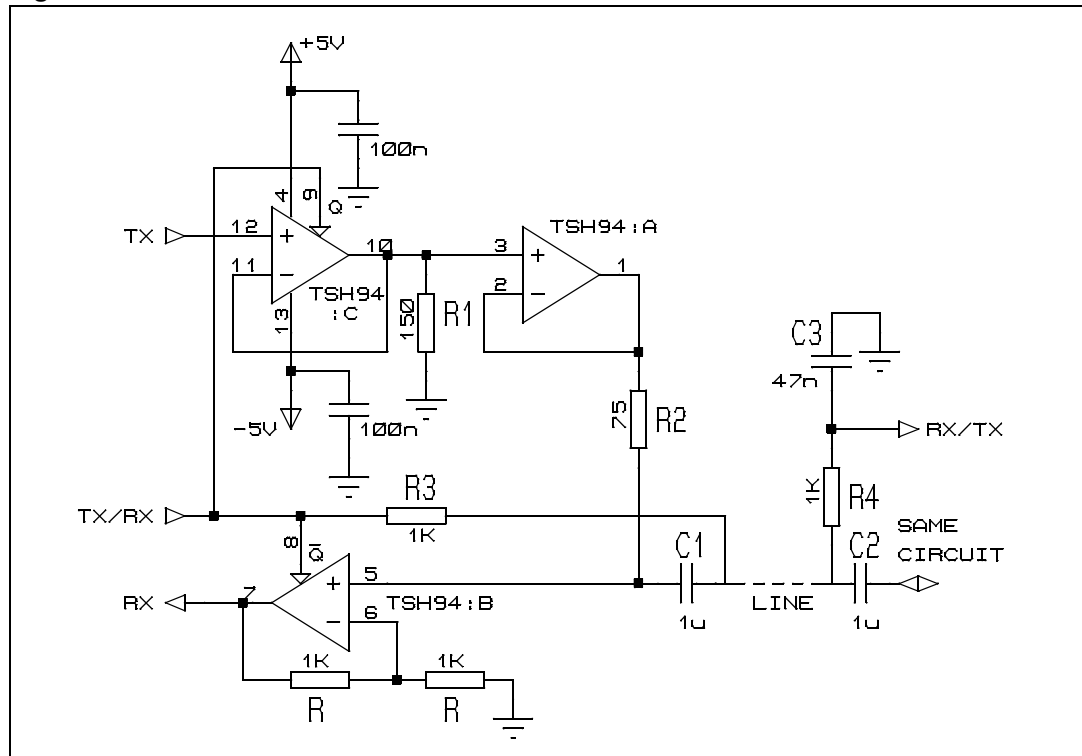 +5V
100n
4
9
Q
TX
12
+
10
11
-
TSH94
:C
13
150
R1
-5V
100n
TSH94:A
3
+
1
2
-
75
R2
C3
47n
RX/TX
1K
R4
SAME
CIRCUIT
TX/RX
R3
1K
8
Q̅
C1
1u
LINE
C2
1u
RX
7
+
5
TSH94:B
-
6
1K
R
1K
R